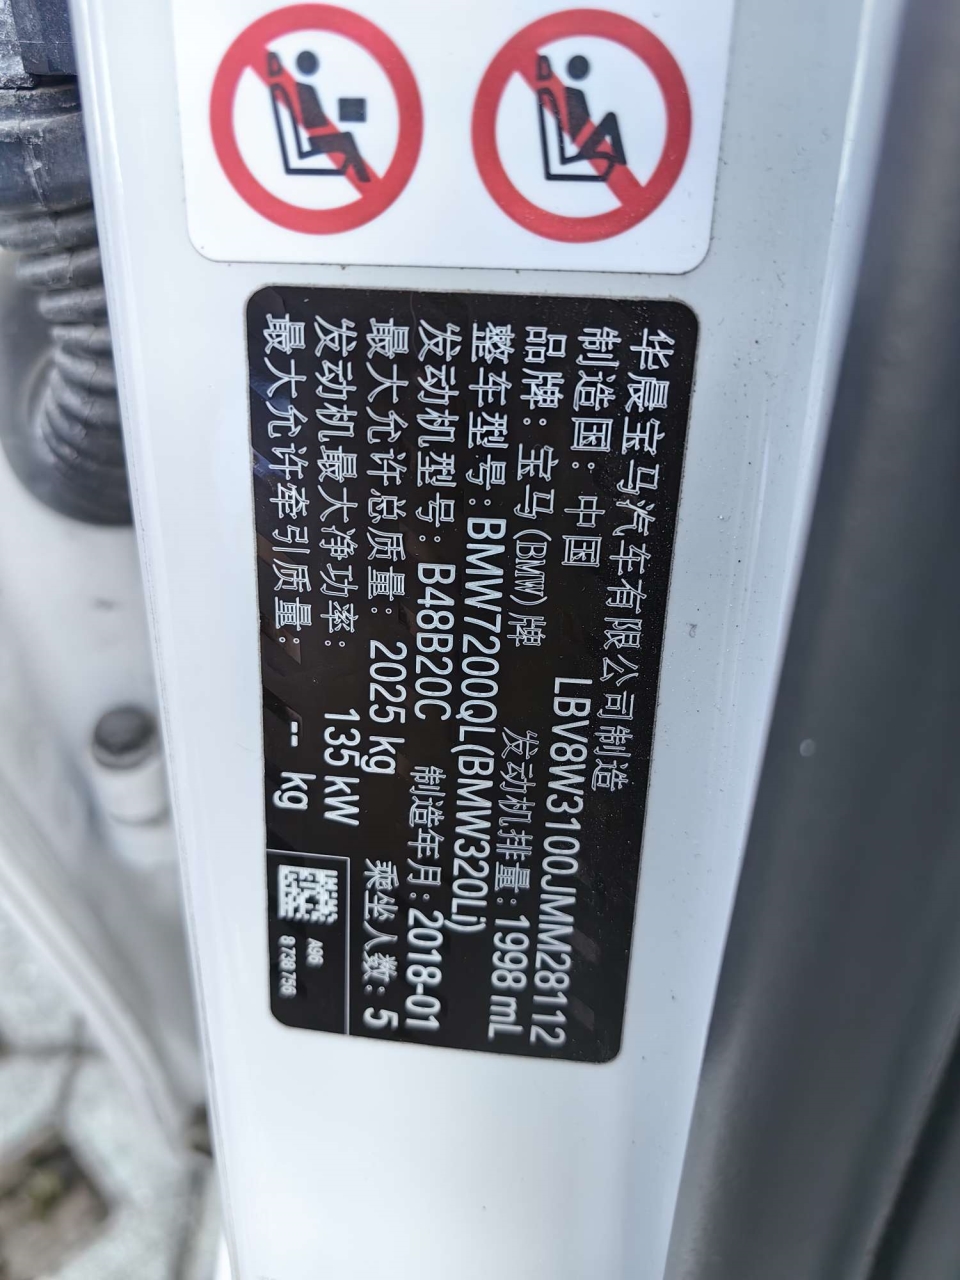 华晨宝马汽车有限公司制造
制造国：中国 LBV8W3100JMM28112
品牌：宝马(BMW)牌 发动机排量：1998 mL
整车型号：BMW7200QL(BMW320Li)
发动机型号：B48B20C 制造年月：2018-01
最大允许总质量：2025 kg 乘坐人数：5
发动机最大净功率：135 kW
最大允许牵引质量：-- kg
A96
8 738 756